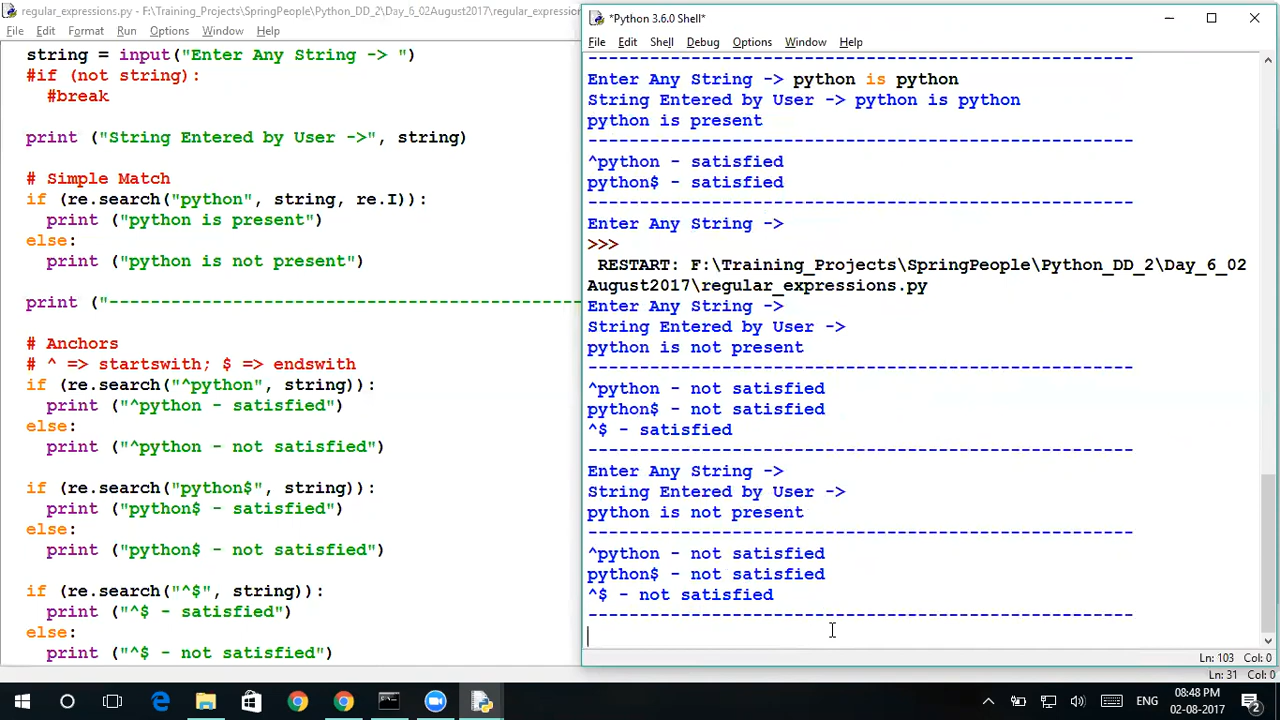 regular_expressions.py - F:\Training_Projects\SpringPeople\Python_DD_2\Day_6_02August2017\regular_expression
File Edit Format Run Options Window Help
string = input("Enter Any String -> ")
#if (not string):
#break
print ("String Entered by User ->", string)
# Simple Match
if (re.search("python", string, re.I)):
print ("python is present")
else:
print ("python is not present")
print ("----------------------------------------------
# Anchors
# ^ => startswith; $ => endswith
if (re.search("^python", string)):
print ("^python - satisfied")
else:
print ("^python - not satisfied")
if (re.search("python$", string)):
print ("python$ - satisfied")
else:
print ("python$ - not satisfied")
if (re.search("^$", string)):
print ("^$ - satisfied")
else:
print ("^$ - not satisfied")
*Python 3.6.0 Shell*
File Edit Shell Debug Options Window Help
-----------------------------------------------------
Enter Any String -> python is python
String Entered by User -> python is python
python is present
-----------------------------------------------------
^python - satisfied
python$ - satisfied
-----------------------------------------------------
Enter Any String ->
>>>
RESTART: F:\Training_Projects\SpringPeople\Python_DD_2\Day_6_02
August2017\regular_expressions.py
Enter Any String ->
String Entered by User ->
python is not present
-----------------------------------------------------
^python - not satisfied
python$ - not satisfied
^$ - satisfied
-----------------------------------------------------
Enter Any String ->
String Entered by User ->
python is not present
-----------------------------------------------------
^python - not satisfied
python$ - not satisfied
^$ - not satisfied
-----------------------------------------------------
Ln: 103 Col: 0
Ln: 31 Col: 0
ENG
08:48 PM
02-08-2017
2